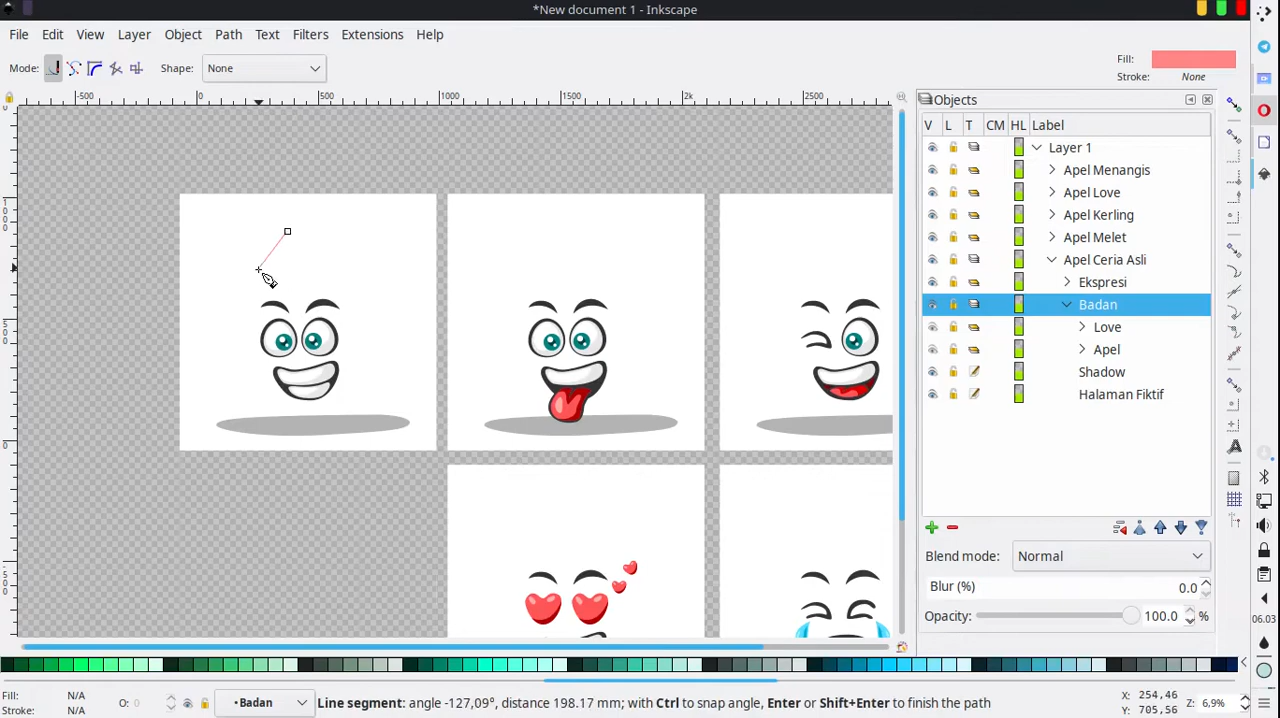 *New document 1 - Inkscape
File Edit View Layer Object Path Text Filters Extensions Help
Mode: Shape: None Fill:
Stroke: None
-500 0 500 1000 1500 2k 2500
Objects
V L T CM HL Label
Layer 1
Apel Menangis
Apel Love
Apel Kerling
Apel Melet
Apel Ceria Asli
Ekspresi
Badan
Love
Apel
Shadow
Halaman Fiktif
Blend mode: Normal
Blur (%) 0.0
Opacity: 100.0 %
06.03
Fill: N/A
Stroke: N/A
O: 0
•Badan
Line segment: angle -127,09°, distance 198.17 mm; with Ctrl to snap angle, Enter or Shift+Enter to finish the path
X: 254,46
Y: 705,56
Z: 6,9%